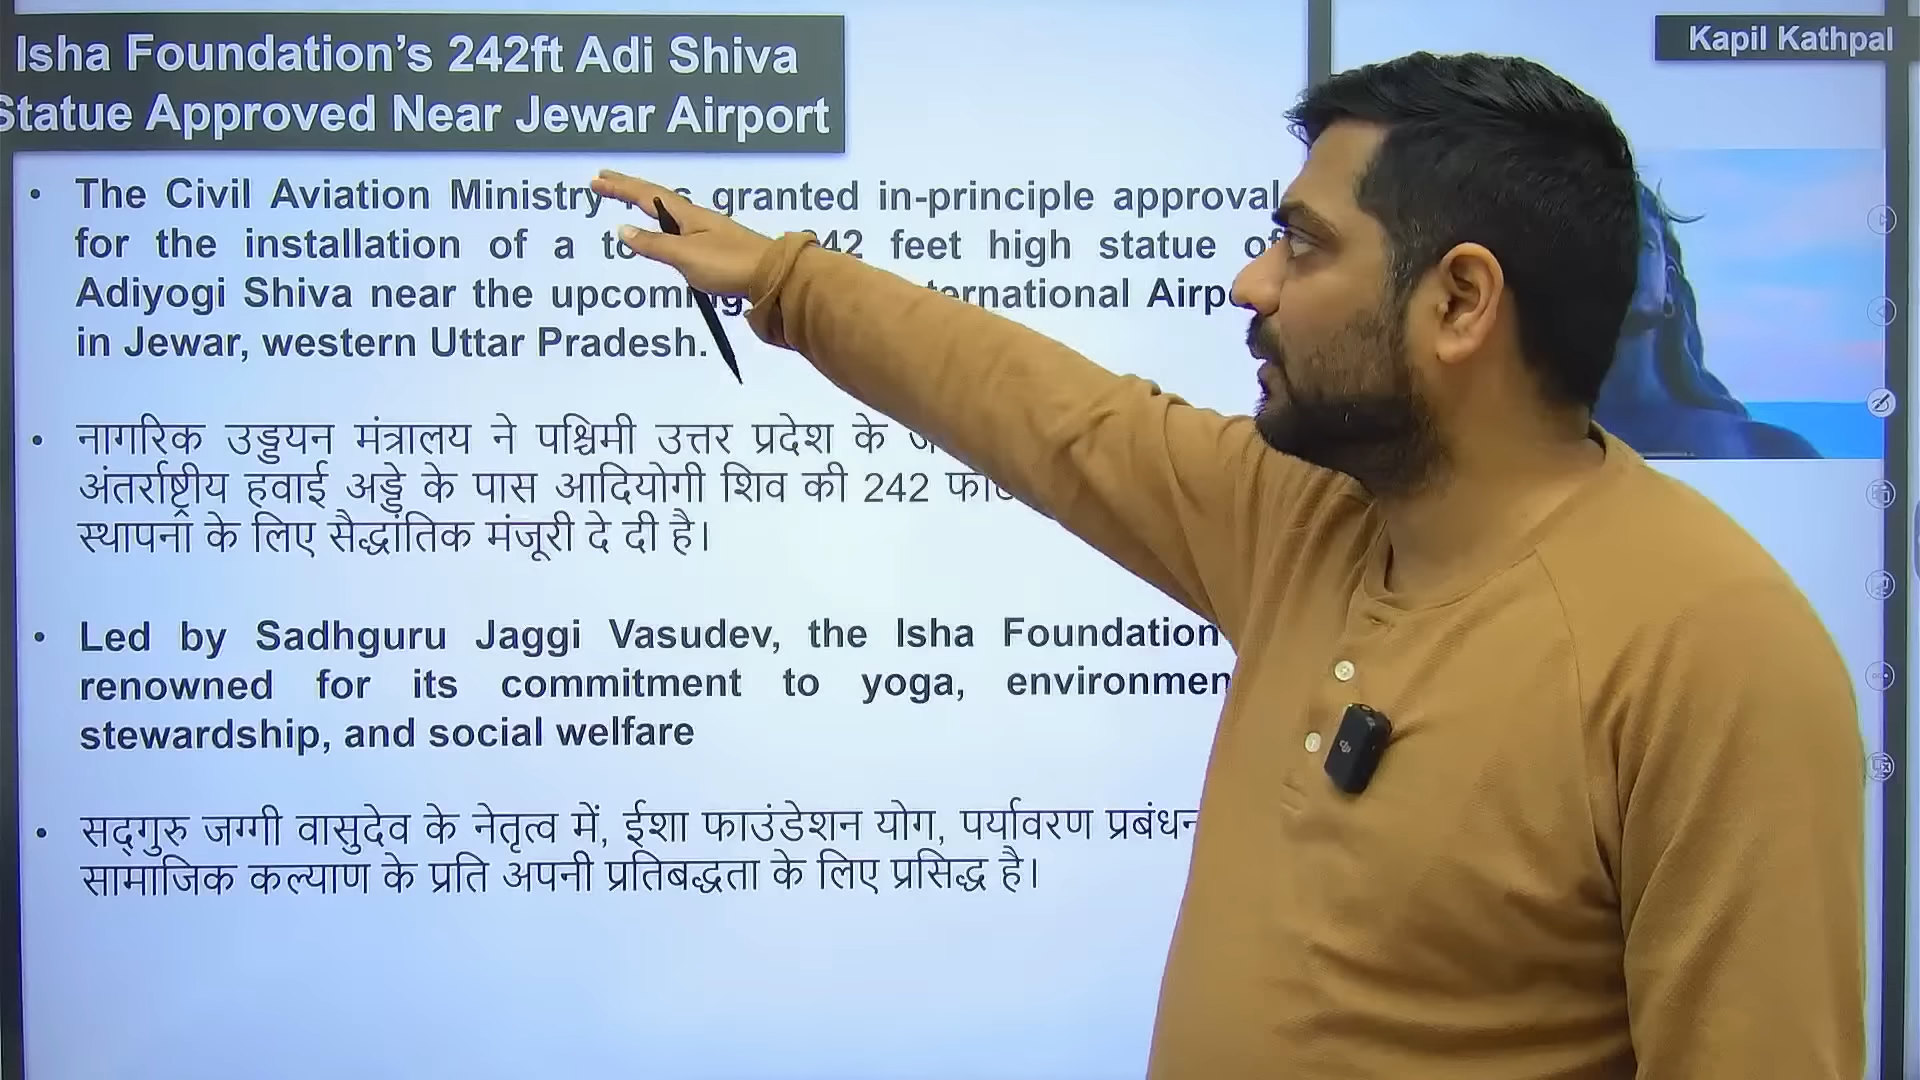 Isha Foundation’s 242ft Adi Shiva
Statue Approved Near Jewar Airport
Kapil Kathpal
• The Civil Aviation Ministry granted in-principle approval
for the installation of a 242 feet high statue of
Adiyogi Shiva near the upcoming International
in Jewar, western Uttar Pradesh.
• नागरिक उड्डयन मंत्रालय ने पश्चिमी उत्तर प्रदेश के
अंतर्राष्ट्रीय हवाई अड्डे के पास आदियोगी शिव की 242
स्थापना के लिए सैद्धांतिक मंजूरी दे दी है।
• Led by Sadhguru Jaggi Vasudev, the Isha Foundation
renowned for its commitment to yoga,
stewardship, and social welfare
• सद्गुरु जग्गी वासुदेव के नेतृत्व में, ईशा फाउंडेशन योग, पर्यावरण प्रबंधन
सामाजिक कल्याण के प्रति अपनी प्रतिबद्धता के लिए प्रसिद्ध है।